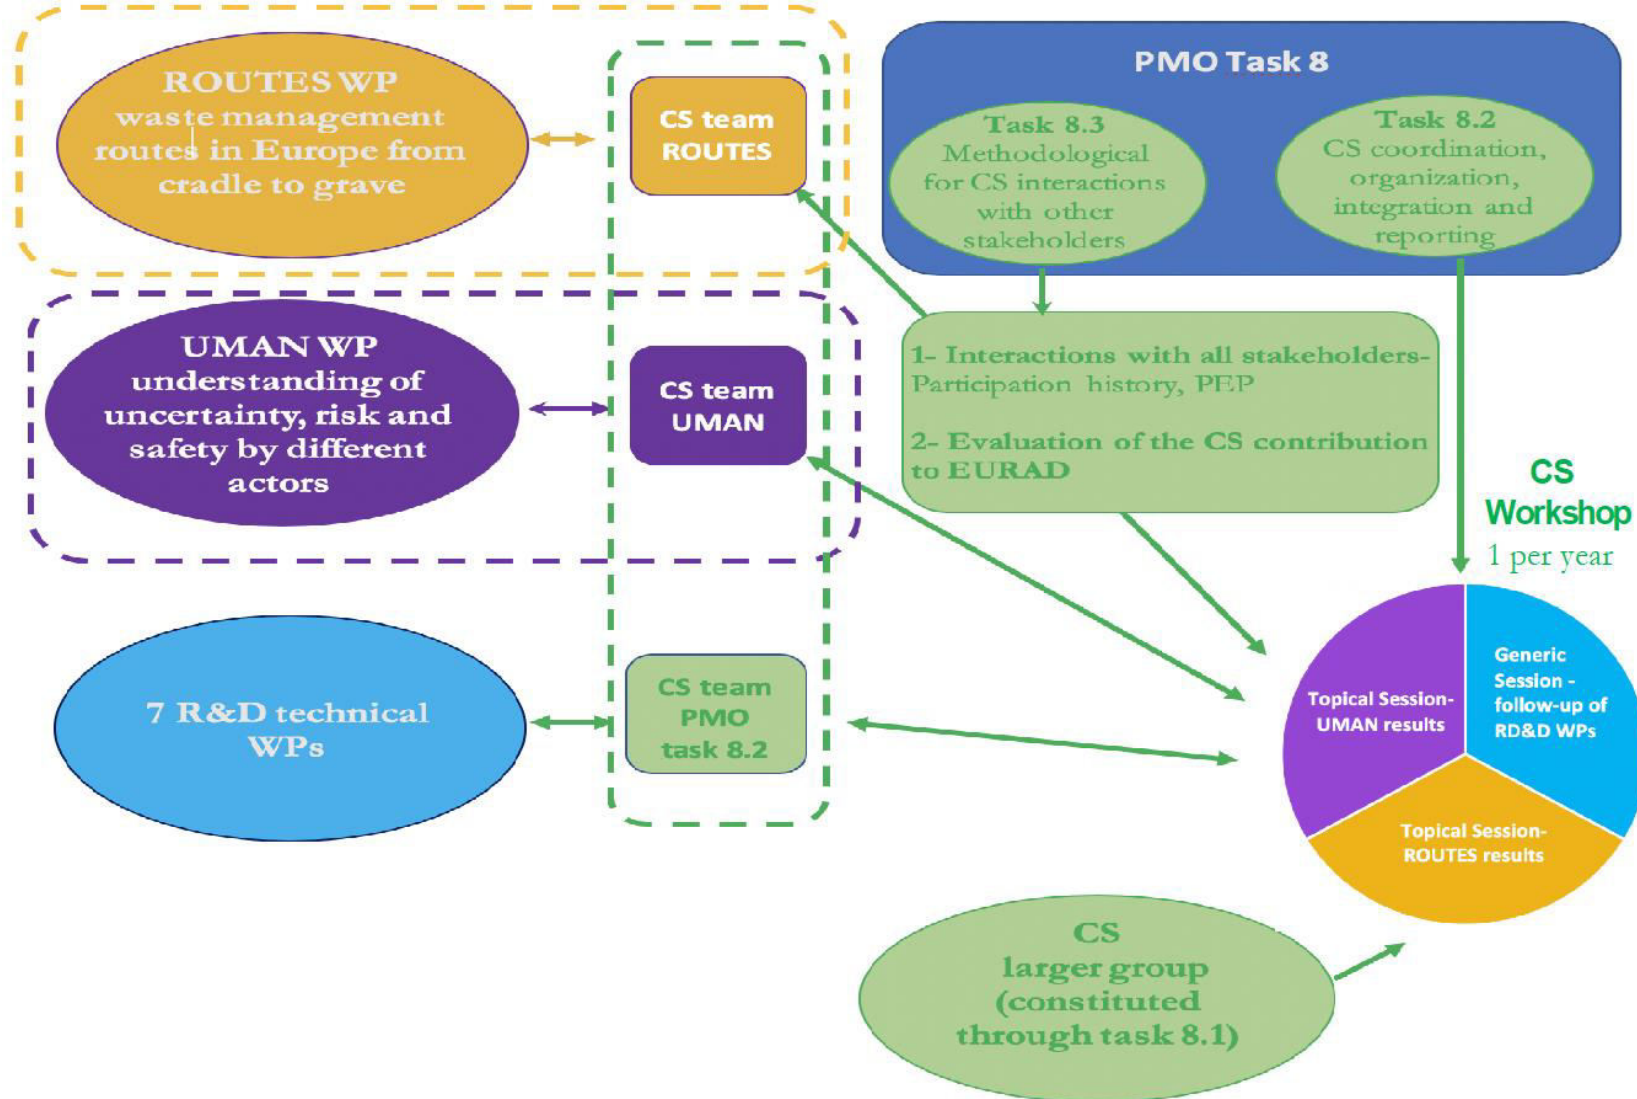 ROUTES WP
waste management
routes in Europe from
cradle to grave
CS team
ROUTES
PMO Task 8
Task 8.3
Methodological
for CS interactions
with other
stakeholders
Task 8.2
CS coordination,
organization,
integration and
reporting
UMAN WP
understanding of
uncertainty, risk and
safety by different
actors
CS team
UMAN
1- Interactions with all stakeholders-
Participation history, PEP
2- Evaluation of the CS contribution
to EURAD
CS
Workshop
1 per year
7 R&D technical
WPs
CS team
PMO
task 8.2
Topical Session-
UMAN results
Generic
Session -
follow-up of
RD&D WPs
Topical Session-
ROUTES results
CS
larger group
(constituted
through task 8.1)